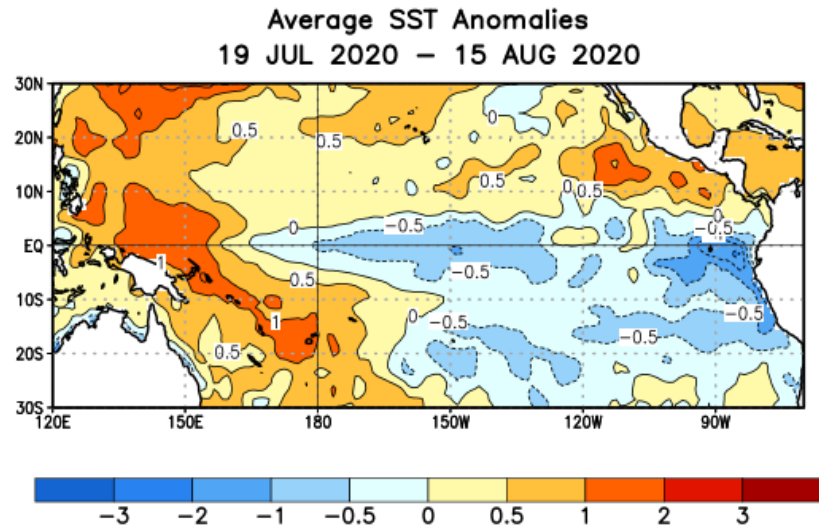 Average SST Anomalies
19 JUL 2020 – 15 AUG 2020
30N
0
0.5
20N
0.5
0.5
10N
0 0.5
0
0
-0.5
-0.5
EQ
1
-0.5
0.5
10S
0
-0.5
-0.5
1
-0.5
20S
0.5
30S
120E 150E 180 150W 120W 90W
-3 -2 -1 -0.5 0 0.5 1 2 3